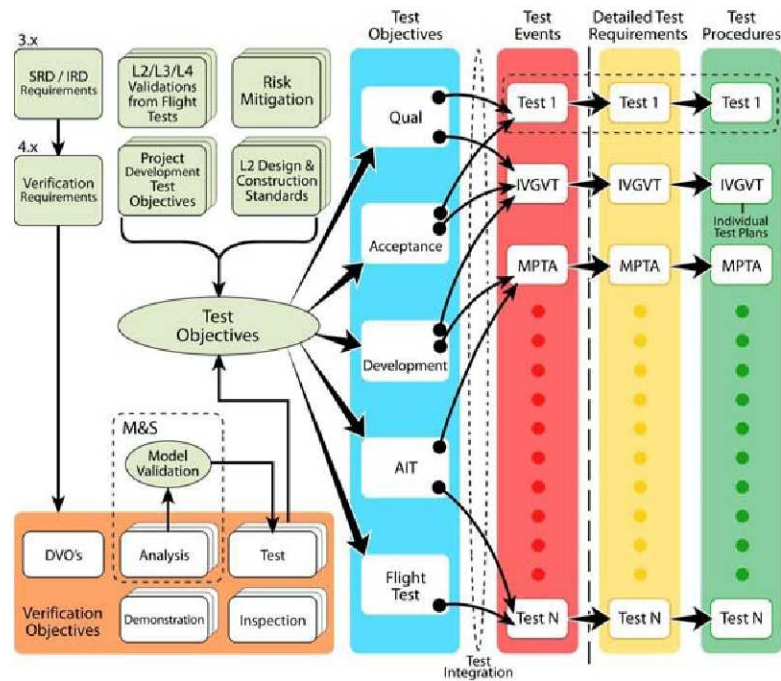 3.x
SRD / IRD
Requirements
L2/L3/L4
Validations
from Flight
Tests
Risk
Mitigation
4.x
Verification
Requirements
Project
Development
Test
Objectives
L2 Design &
Construction
Standards
Test
Objectives
M&S
Model
Validation
DVO's
Analysis
Test
Verification
Objectives
Demonstration
Inspection
Test
Objectives
Qual
Acceptance
Development
AIT
Flight
Test
Test
Integration
Test
Events
Test 1
IVGVT
MPTA
Test N
Detailed Test
Requirements
Test 1
IVGVT
MPTA
Test N
Test
Procedures
Test 1
IVGVT
Individual
Test Plans
MPTA
Test N